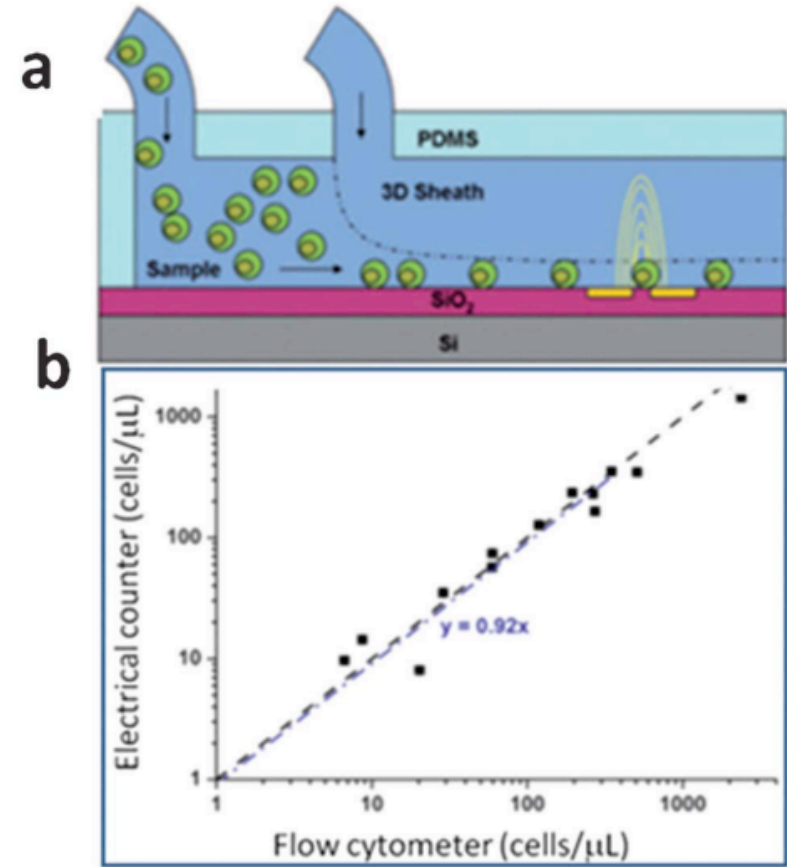 a
PDMS
3D Sheath
Sample
SiO₂
Si
b
Electrical counter (cells/μL)
1000
100
10
1
y = 0.92x
1
10
100
1000
Flow cytometer (cells/μL)